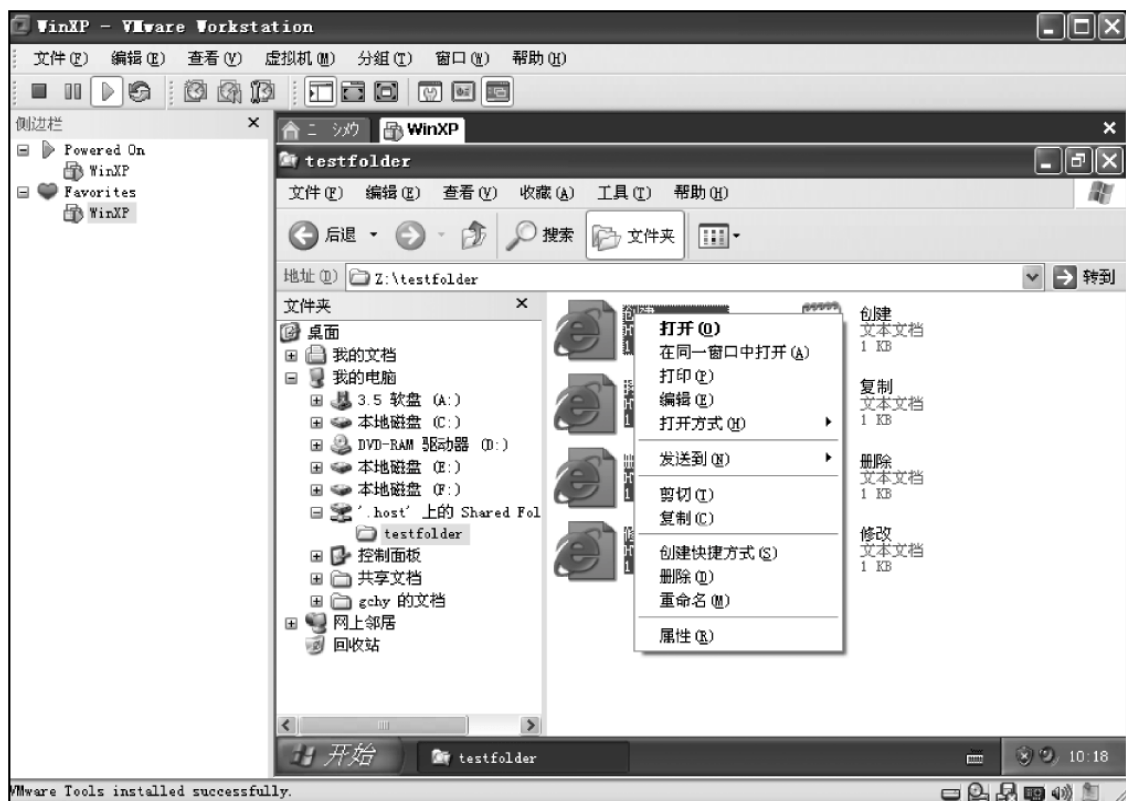 WinXP - VMware Workstation
文件(F) 编辑(E) 查看(V) 虚拟机(M) 分组(T) 窗口(W) 帮助(H)
侧边栏
Powered On
WinXP
Favorites
WinXP
WinXP
testfolder
文件(F) 编辑(E) 查看(V) 收藏(A) 工具(T) 帮助(H)
后退 搜索 文件夹
地址(D) Z:\testfolder 转到
文件夹
桌面
我的文档
我的电脑
3.5 软盘 (A:)
本地磁盘 (C:)
DVD-RAM 驱动器 (D:)
本地磁盘 (E:)
本地磁盘 (F:)
'.host' 上的 Shared Fol
testfolder
控制面板
共享文档
gchy 的文档
网上邻居
回收站
打开(O)
在同一窗口中打开(A)
打印(P)
编辑(E)
打开方式(H)
发送到(N)
剪切(T)
复制(C)
创建快捷方式(S)
删除(D)
重命名(M)
属性(R)
创建
文本文档
1 KB
复制
文本文档
1 KB
删除
文本文档
1 KB
修改
文本文档
1 KB
开始 testfolder 10:18
VMware Tools installed successfully.